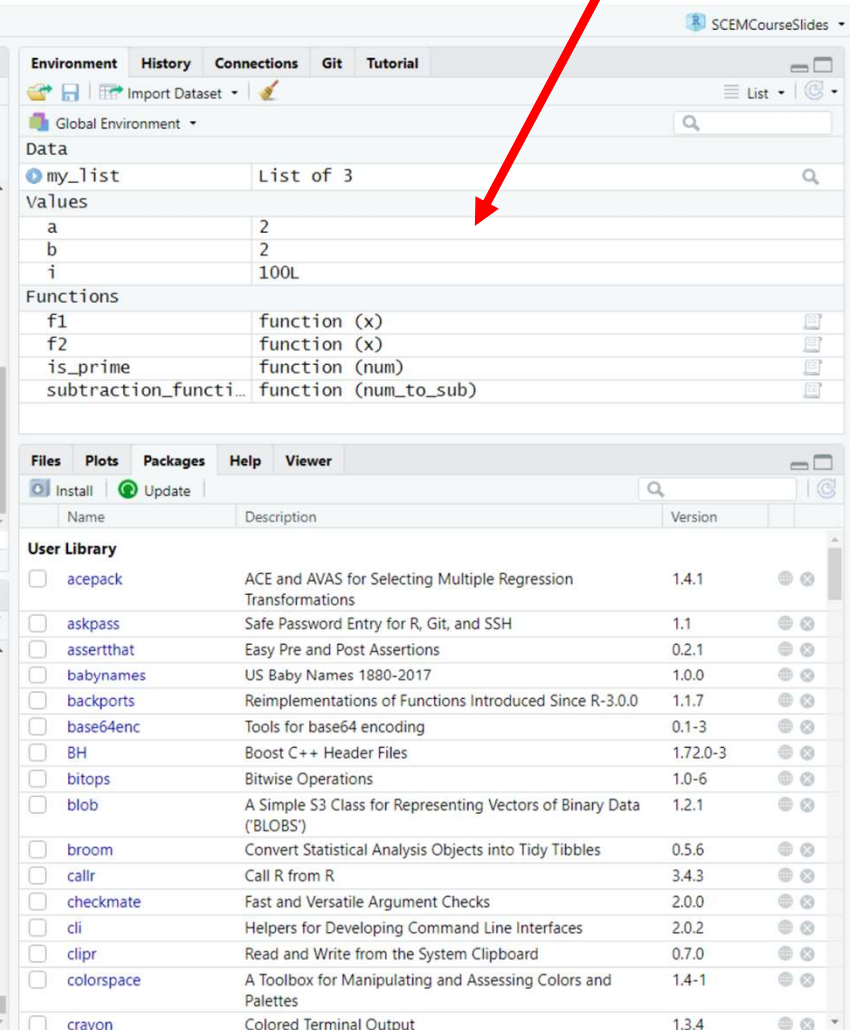 SCEMCourseSlides
Environment History Connections Git Tutorial
Import Dataset List
Global Environment
Data
my_list List of 3
Values
a 2
b 2
i 100L
Functions
f1 function (x)
f2 function (x)
is_prime function (num)
subtraction_functi… function (num_to_sub)
Files Plots Packages Help Viewer
Install Update
Name Description Version
User Library
acepack ACE and AVAS for Selecting Multiple Regression 1.4.1
Transformations
askpass Safe Password Entry for R, Git, and SSH 1.1
assertthat Easy Pre and Post Assertions 0.2.1
babynames US Baby Names 1880-2017 1.0.0
backports Reimplementations of Functions Introduced Since R-3.0.0 1.1.7
base64enc Tools for base64 encoding 0.1-3
BH Boost C++ Header Files 1.72.0-3
bitops Bitwise Operations 1.0-6
blob A Simple S3 Class for Representing Vectors of Binary Data 1.2.1
('BLOBS')
broom Convert Statistical Analysis Objects into Tidy Tibbles 0.5.6
callr Call R from R 3.4.3
checkmate Fast and Versatile Argument Checks 2.0.0
cli Helpers for Developing Command Line Interfaces 2.0.2
clipr Read and Write from the System Clipboard 0.7.0
colorspace A Toolbox for Manipulating and Assessing Colors and 1.4-1
Palettes
crayon Colored Terminal Output 1.3.4